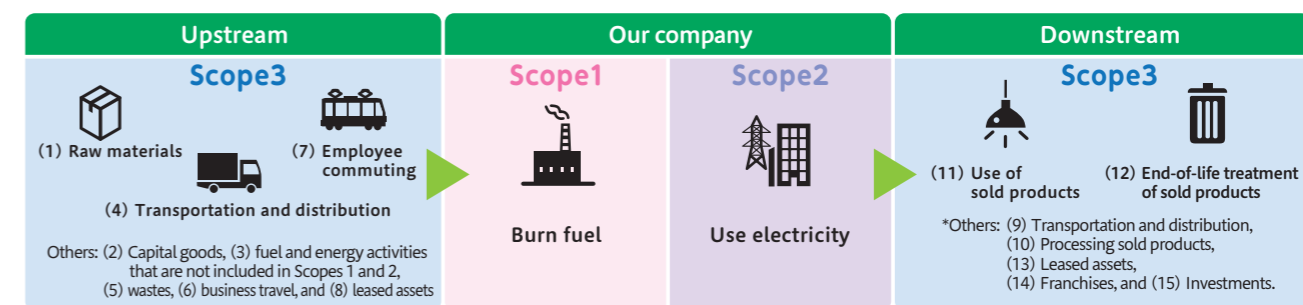 Upstream
Our company
Downstream
Scope3
(1) Raw materials
(7) Employee
commuting
(4) Transportation and distribution
Others: (2) Capital goods, (3) fuel and energy activities
that are not included in Scopes 1 and 2,
(5) wastes, (6) business travel, and (8) leased assets
Scope1
Burn fuel
Scope2
Use electricity
Scope3
(11) Use of
sold products
(12) End-of-life treatment
of sold products
*Others: (9) Transportation and distribution,
(10) Processing sold products,
(13) Leased assets,
(14) Franchises, and (15) Investments.